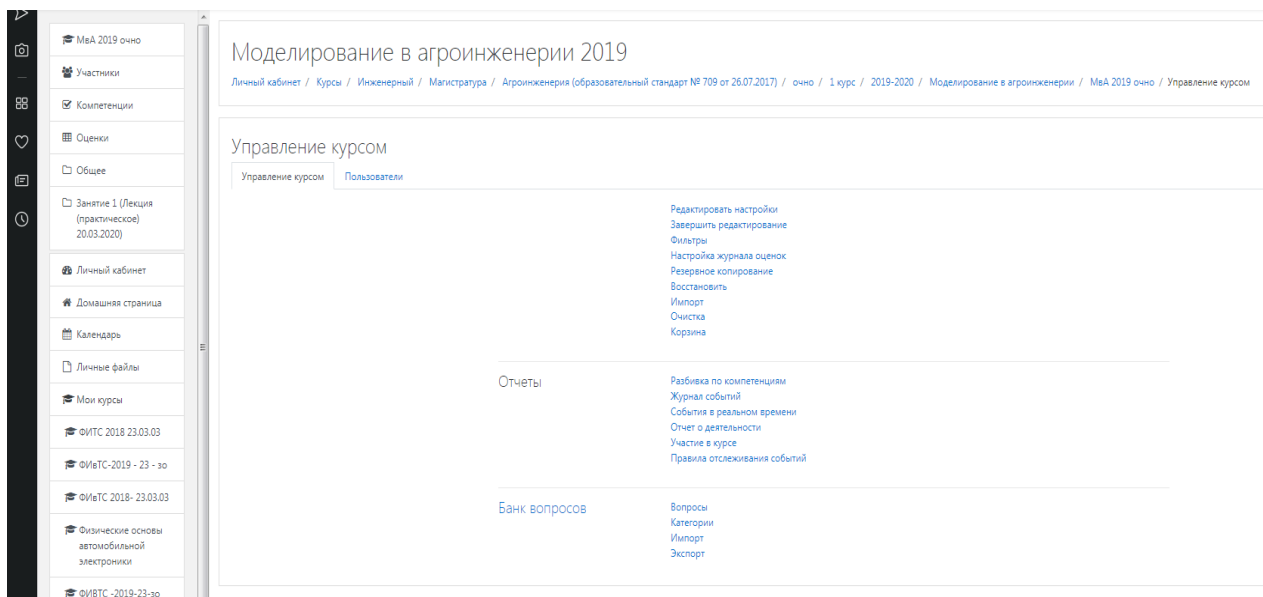 МвА 2019 очно
Участники
Компетенции
Оценки
Общее
Занятие 1 (Лекция
(практическое)
20.03.2020)
Личный кабинет
Домашняя страница
Календарь
Личные файлы
Мои курсы
ФИТС 2018 23.03.03
ФИвТС-2019 - 23 - зо
ФИвТС 2018- 23.03.03
Физические основы
автомобильной
электроники
ФИВТС -2019-23-зо
Моделирование в агроинженерии 2019
Личный кабинет / Курсы / Инженерный / Магистратура / Агроинженерия (образовательный стандарт № 709 от 26.07.2017) / очно / 1 курс / 2019-2020 / Моделирование в агроинженерии / МвА 2019 очно / Управление курсом
Управление курсом
Управление курсом Пользователи
Редактировать настройки
Завершить редактирование
Фильтры
Настройка журнала оценок
Резервное копирование
Восстановить
Импорт
Очистка
Корзина
Отчеты
Разбивка по компетенциям
Журнал событий
События в реальном времени
Отчет о деятельности
Участие в курсе
Правила отслеживания событий
Банк вопросов
Вопросы
Категории
Импорт
Экспорт